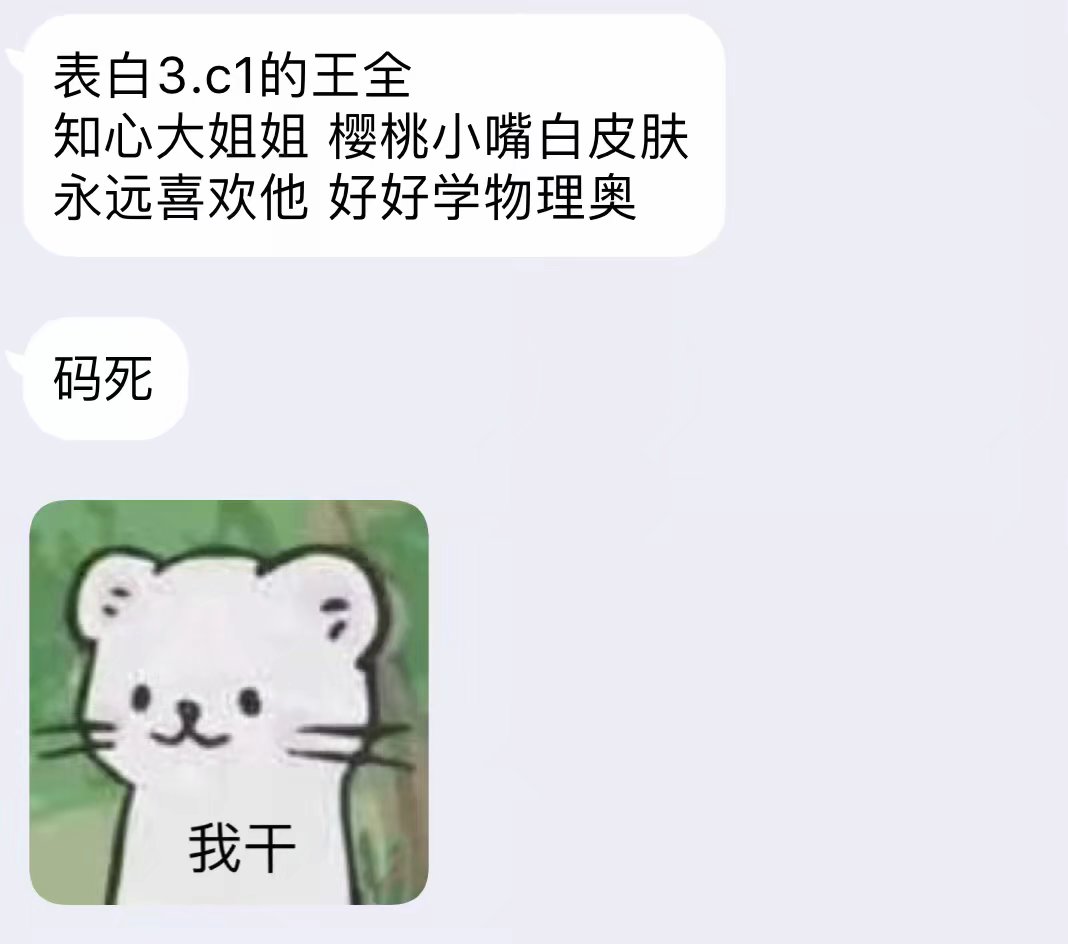 表白3.c1的王全
知心大姐姐 樱桃小嘴白皮肤
永远喜欢他 好好学物理奥
码死
我干